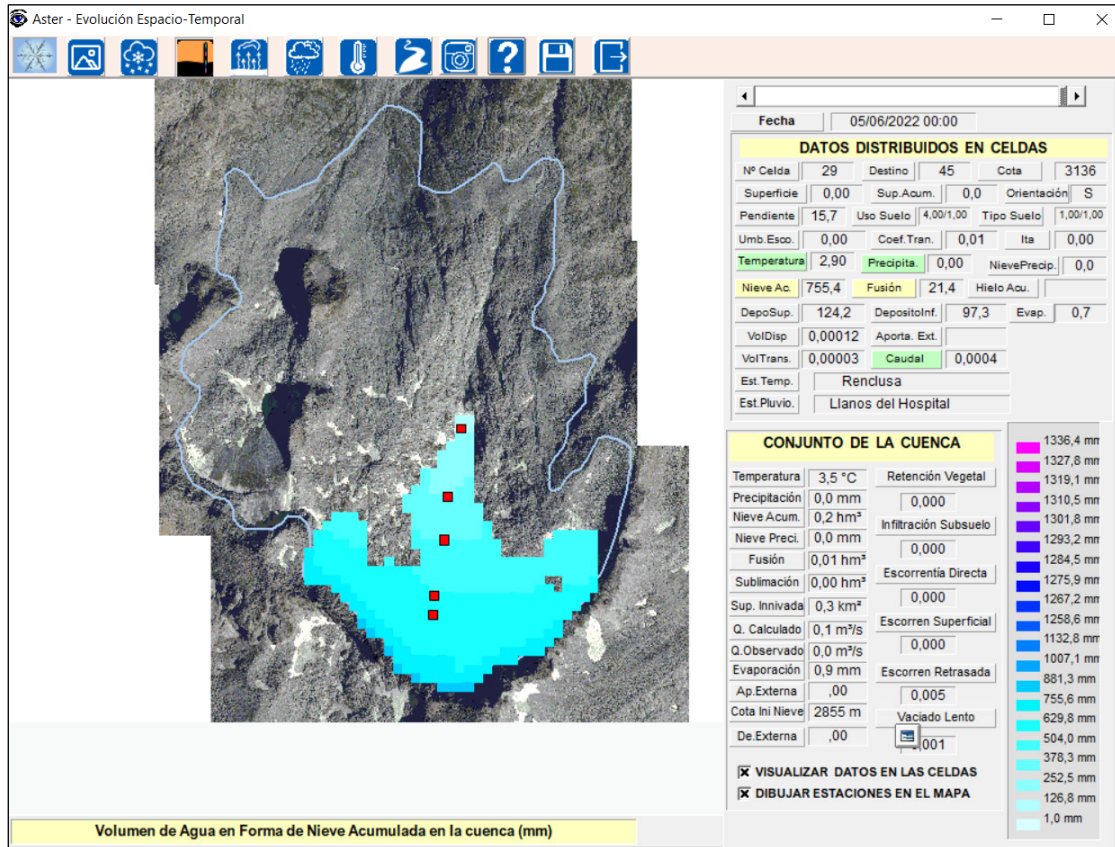 Aster - Evolución Espacio-Temporal
Fecha 05/06/2022 00:00
DATOS DISTRIBUIDOS EN CELDAS
Nº Celda 29 Destino 45 Cota 3136
Superficie 0,00 Sup.Acum. 0,0 Orientación S
Pendiente 15,7 Uso Suelo 4,00/1,00 Tipo Suelo 1,00/1,00
Umb.Esco. 0,00 Coef.Tran. 0,01 Ita 0,00
Temperatura 2,90 Precipita. 0,00 NievePrecip. 0,0
Nieve Ac. 755,4 Fusión 21,4 Hielo Acu.
DepoSup. 124,2 DepositoInf. 97,3 Evap. 0,7
VolDisp 0,00012 Aporta. Ext.
VolTrans. 0,00003 Caudal 0,0004
Est.Temp. Renclusa
Est.Pluvio. Llanos del Hospital
CONJUNTO DE LA CUENCA
Temperatura 3,5 °C
Precipitación 0,0 mm
Nieve Acum. 0,2 hm³
Nieve Preci. 0,0 mm
Fusión 0,01 hm³
Sublimación 0,00 hm³
Sup. Innivada 0,3 km²
Q. Calculado 0,1 m³/s
Q.Observado 0,0 m³/s
Evaporación 0,9 mm
Ap.Externa ,00
Cota Ini Nieve 2855 m
De.Externa ,00
Retención Vegetal
0,000
Infiltración Subsuelo
0,000
Escorrentía Directa
0,000
Escorren Superficial
0,000
Escorren Retrasada
0,005
Vaciado Lento
001
VISUALIZAR DATOS EN LAS CELDAS
DIBUJAR ESTACIONES EN EL MAPA
1336,4 mm
1327,8 mm
1319,1 mm
1310,5 mm
1301,8 mm
1293,2 mm
1284,5 mm
1275,9 mm
1267,2 mm
1258,6 mm
1132,8 mm
1007,1 mm
881,3 mm
755,6 mm
629,8 mm
504,0 mm
378,3 mm
252,5 mm
126,8 mm
1,0 mm
Volumen de Agua en Forma de Nieve Acumulada en la cuenca (mm)